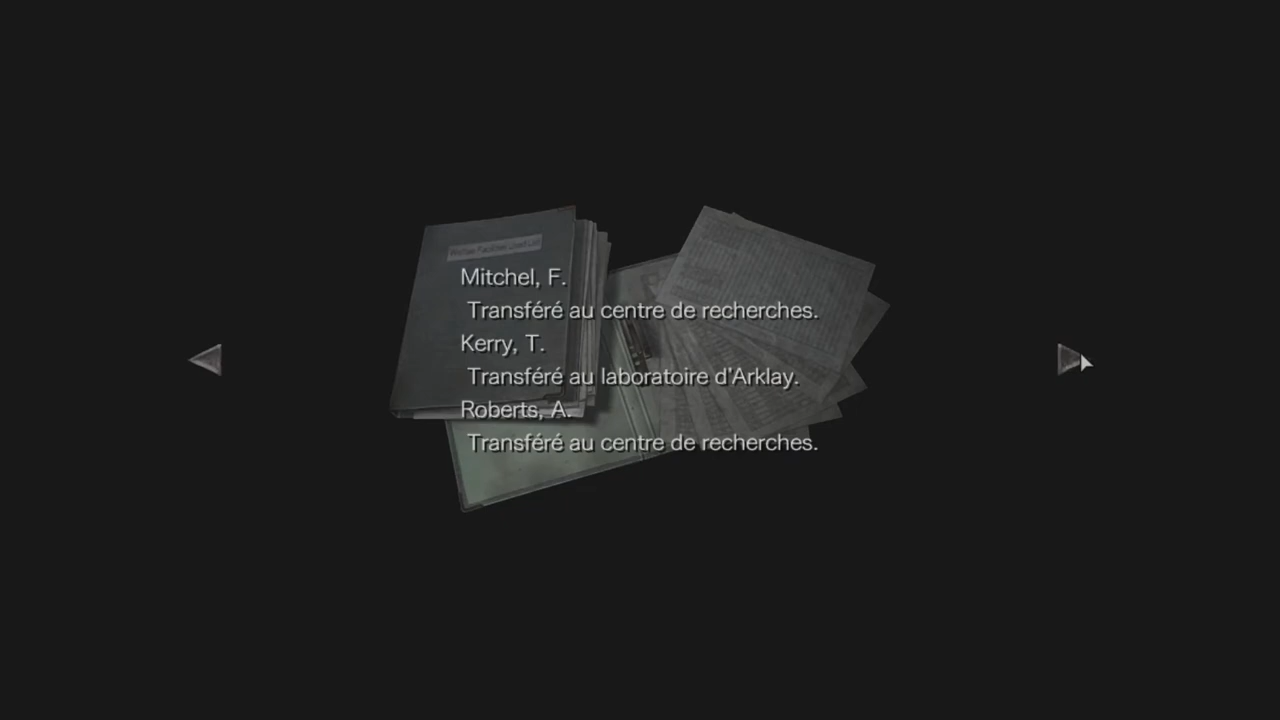 Mitchel, F.
Transféré au centre de recherches.
Kerry, T.
Transféré au laboratoire d'Arklay.
Roberts, A.
Transféré au centre de recherches.